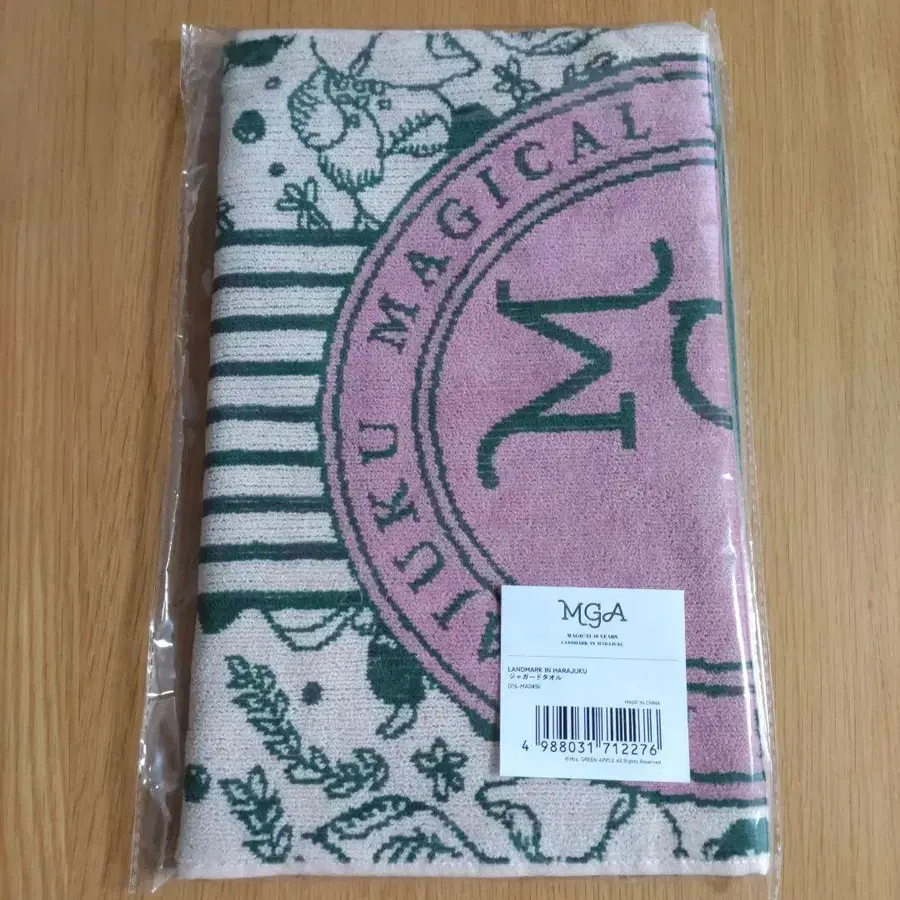 AJUKU MAGICAL
M
MGA
MAGICAL 10 YEARS
LANDMARK IN HARAJUKU
LANDMARK IN HARAJUKU
ジャガードタオル
MADE IN CHINA
4 988031 712276
© Mrs. GREEN APPLE All Rights Reserved